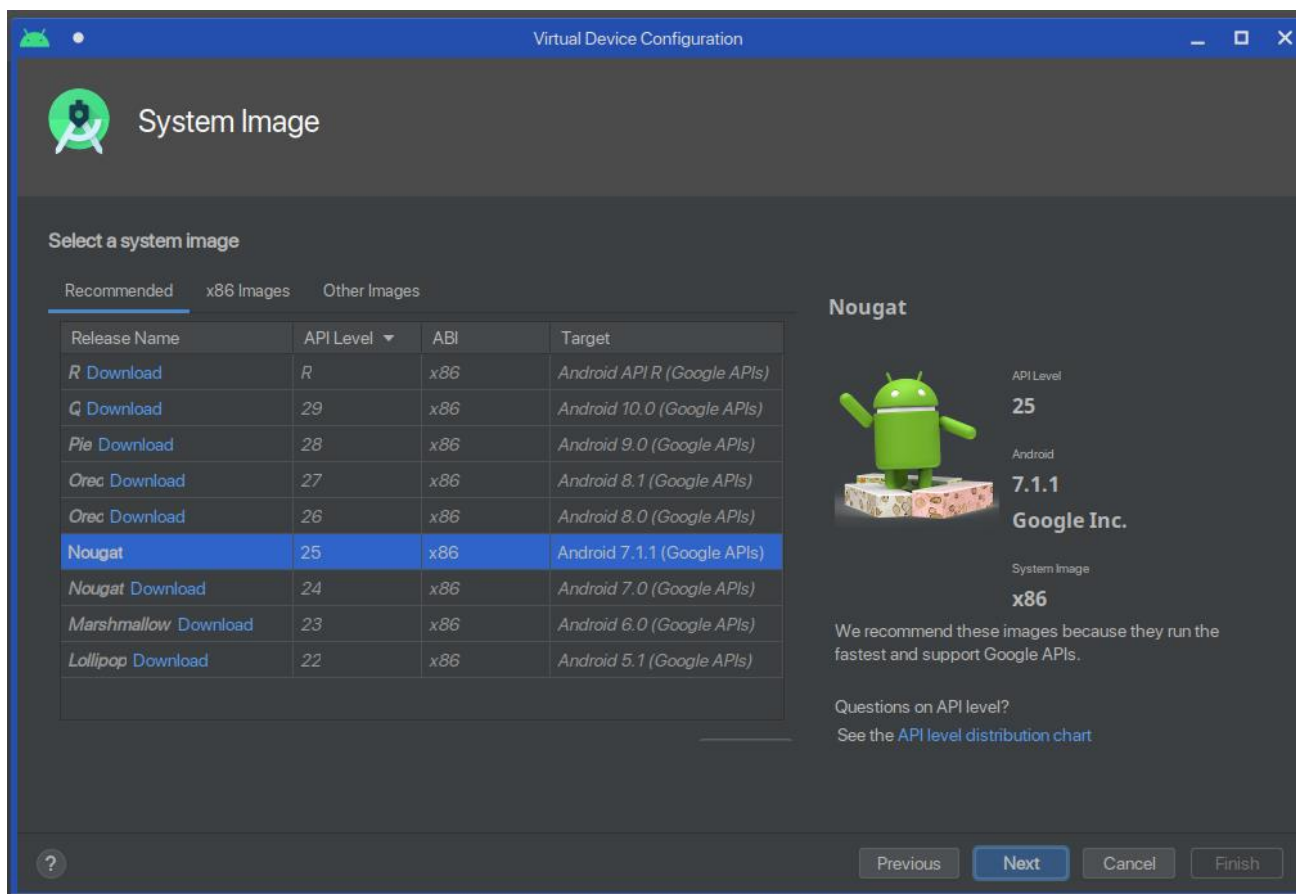 Virtual Device Configuration
System Image
Select a system image
Recommended x86 Images Other Images
Release Name API Level ABI Target
R Download R x86 Android API R (Google APIs)
Q Download 29 x86 Android 10.0 (Google APIs)
Pie Download 28 x86 Android 9.0 (Google APIs)
Oreo Download 27 x86 Android 8.1 (Google APIs)
Oreo Download 26 x86 Android 8.0 (Google APIs)
Nougat 25 x86 Android 7.1.1 (Google APIs)
Nougat Download 24 x86 Android 7.0 (Google APIs)
Marshmallow Download 23 x86 Android 6.0 (Google APIs)
Lollipop Download 22 x86 Android 5.1 (Google APIs)
Nougat
API Level
25
Android
7.1.1
Google Inc.
System Image
x86
We recommend these images because they run the
fastest and support Google APIs.
Questions on API level?
See the API level distribution chart
?
Previous Next Cancel Finish